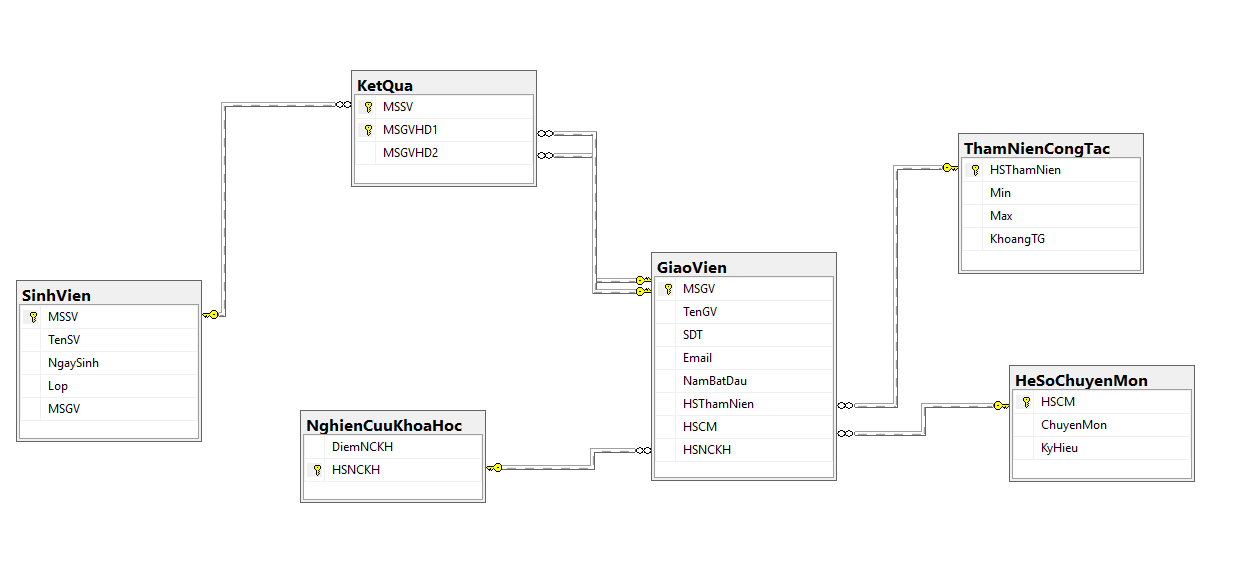 KetQua
MSSV
MSGVHD1
MSGVHD2
ThamNienCongTac
HSThamNien
Min
Max
KhoangTG
GiaoVien
MSGV
TenGV
SDT
Email
NamBatDau
HSThamNien
HSCM
HSNCKH
SinhVien
MSSV
TenSV
NgaySinh
Lop
MSGV
HeSoChuyenMon
HSCM
ChuyenMon
KyHieu
NghienCuuKhoaHoc
DiemNCKH
HSNCKH